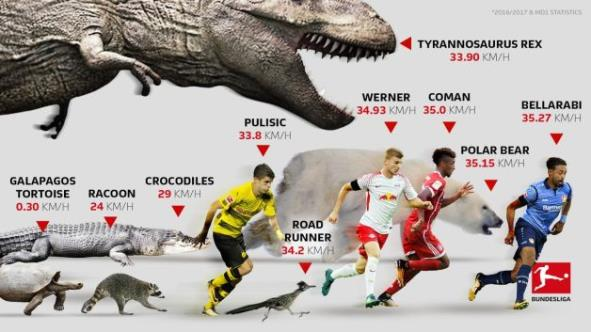 *2016/2017 & MD1 STATISTICS
TYRANNOSAURUS REX
33.90 KM/H
WERNER
34.93 KM/H
COMAN
35.0 KM/H
BELLARABI
35.27 KM/H
PULISIC
33.8 KM/H
POLAR BEAR
35.15 KM/H
GALAPAGOS
TORTOISE
0.30 KM/H
RACOON
24 KM/H
CROCODILES
29 KM/H
ROAD
RUNNER
34.2 KM/H
BUNDESLIGA